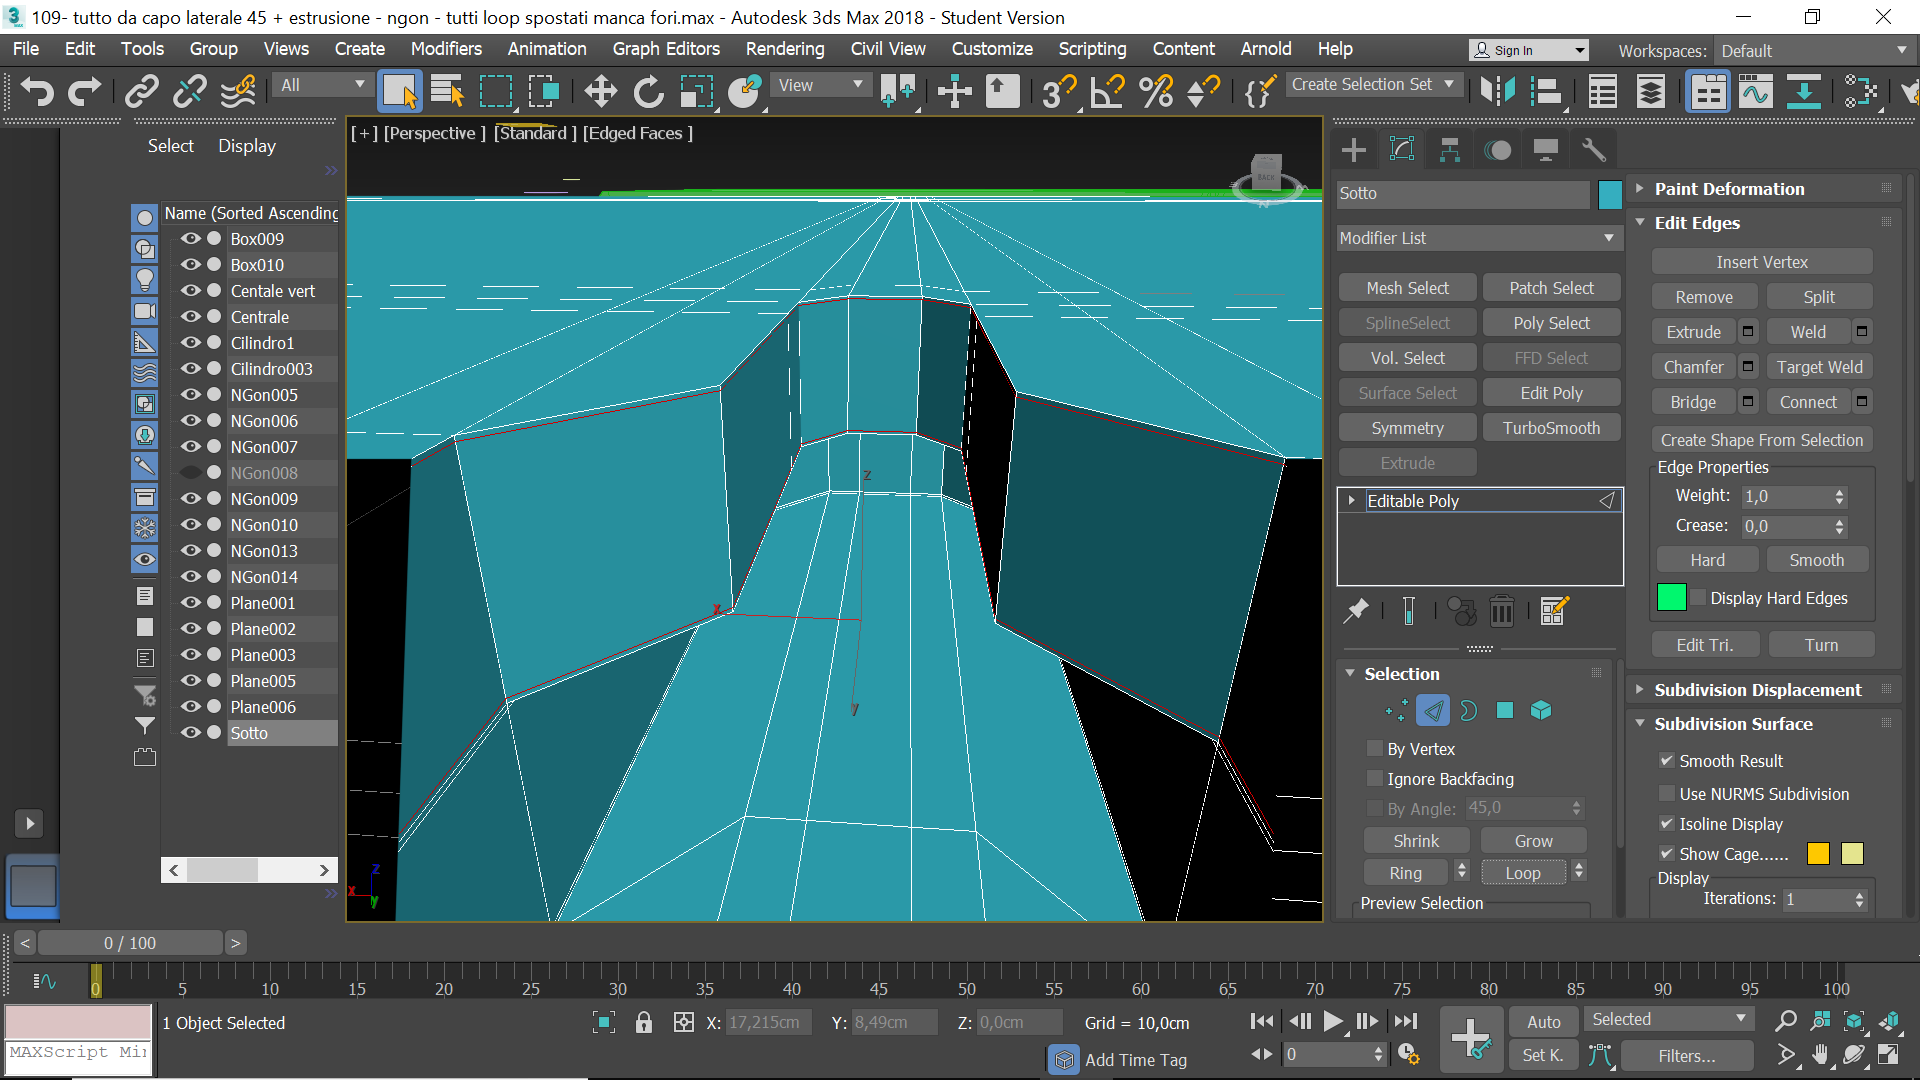 109- tutto da capo laterale 45 + estrusione - ngon - tutti loop spostati manca fori.max - Autodesk 3ds Max 2018 - Student Version
File Edit Tools Group Views Create Modifiers Animation Graph Editors Rendering Civil View Customize Scripting Content Arnold Help
Sign In
Workspaces: Default
All
View
Create Selection Set
Select Display
[ + ] [Perspective ] [Standard ] [Edged Faces ]
BACK
Name (Sorted Ascending
Box009
Box010
Centale vert
Centrale
Cilindro1
Cilindro003
NGon005
NGon006
NGon007
NGon008
NGon009
NGon010
NGon013
NGon014
Plane001
Plane002
Plane003
Plane005
Plane006
Sotto
z
x
y
z
x
y
Sotto
Modifier List
Mesh Select Patch Select
SplineSelect Poly Select
Vol. Select FFD Select
Surface Select Edit Poly
Symmetry TurboSmooth
Extrude
Editable Poly
Selection
By Vertex
Ignore Backfacing
By Angle: 45,0
Shrink Grow
Ring Loop
Preview Selection
Paint Deformation
Edit Edges
Insert Vertex
Remove Split
Extrude Weld
Chamfer Target Weld
Bridge Connect
Create Shape From Selection
Edge Properties
Weight: 1,0
Crease: 0,0
Hard Smooth
Display Hard Edges
Edit Tri. Turn
Subdivision Displacement
Subdivision Surface
Smooth Result
Use NURMS Subdivision
Isoline Display
Show Cage......
Display
Iterations: 1
< 0 / 100 >
0 5 10 15 20 25 30 35 40 45 50 55 60 65 70 75 80 85 90 95 100
MAXScript Mi
1 Object Selected
X: 17,215cm Y: 8,49cm Z: 0,0cm Grid = 10,0cm
Add Time Tag
0
Auto Selected
Set K. Filters...